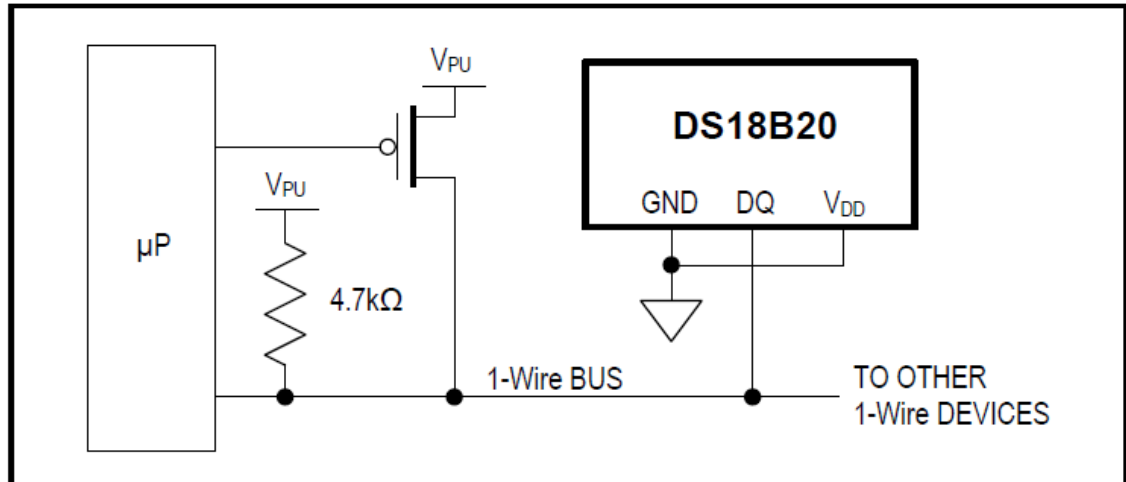 VPU
DS18B20
GND DQ VDD
VPU
µP
4.7kΩ
1-Wire BUS
TO OTHER
1-Wire DEVICES